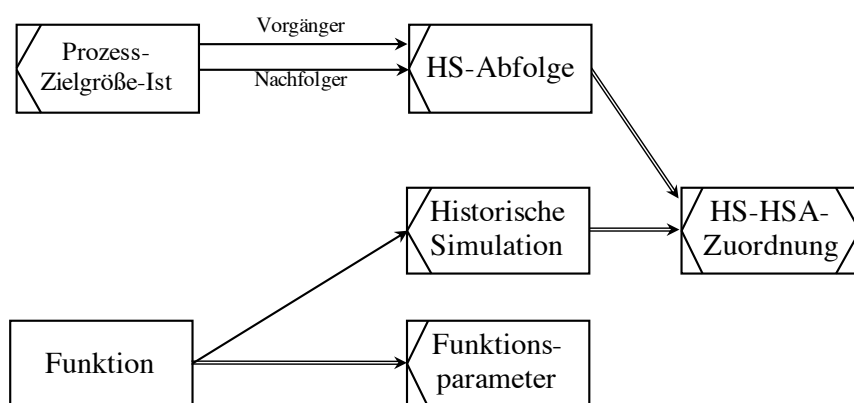 Prozess-
Zielgröße-Ist
Vorgänger
Nachfolger
HS-Abfolge
Historische
Simulation
HS-HSA-
Zuordnung
Funktion
Funktions-
parameter